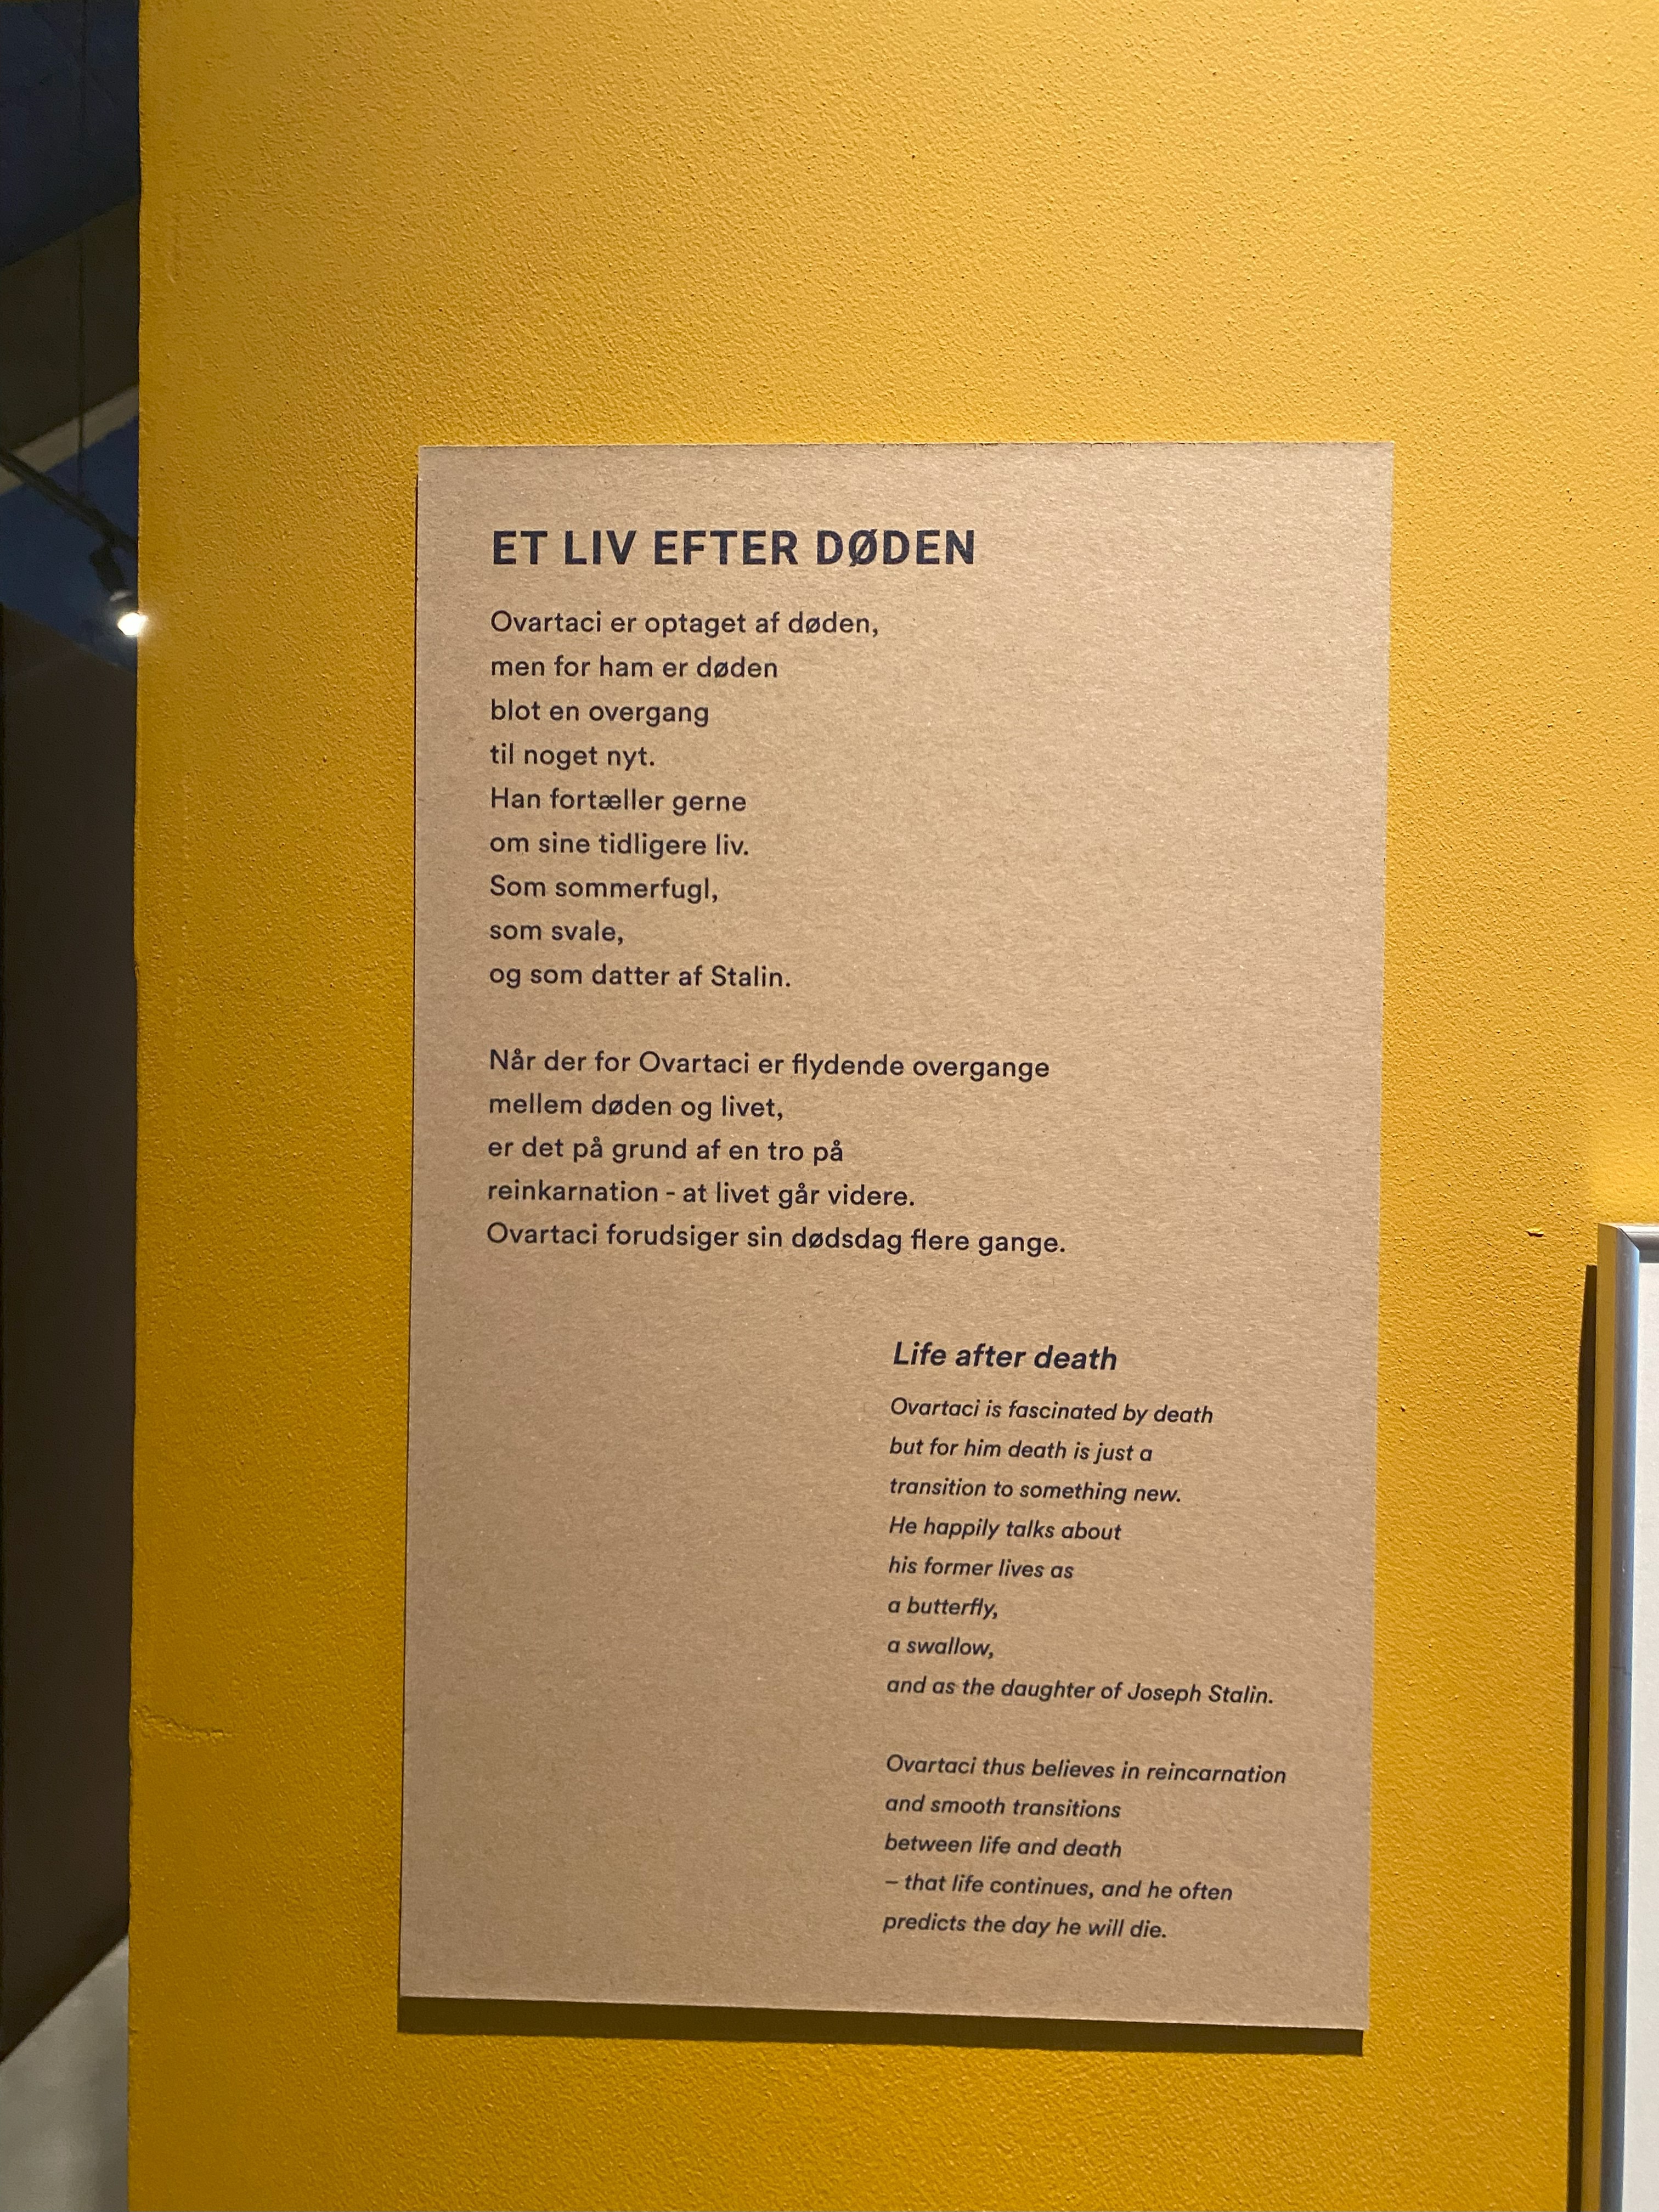 ET LIV EFTER DØDEN
Ovartaci er optaget af døden,
men for ham er døden
blot en overgang
til noget nyt.
Han fortæller gerne
om sine tidligere liv.
Som sommerfugl,
som svale,
og som datter af Stalin.
Når der for Ovartaci er flydende overgange
mellem døden og livet,
er det på grund af en tro på
reinkarnation - at livet går videre.
Ovartaci forudsiger sin dødsdag flere gange.
Life after death
Ovartaci is fascinated by death
but for him death is just a
transition to something new.
He happily talks about
his former lives as
a butterfly,
a swallow,
and as the daughter of Joseph Stalin.
Ovartaci thus believes in reincarnation
and smooth transitions
between life and death
– that life continues, and he often
predicts the day he will die.